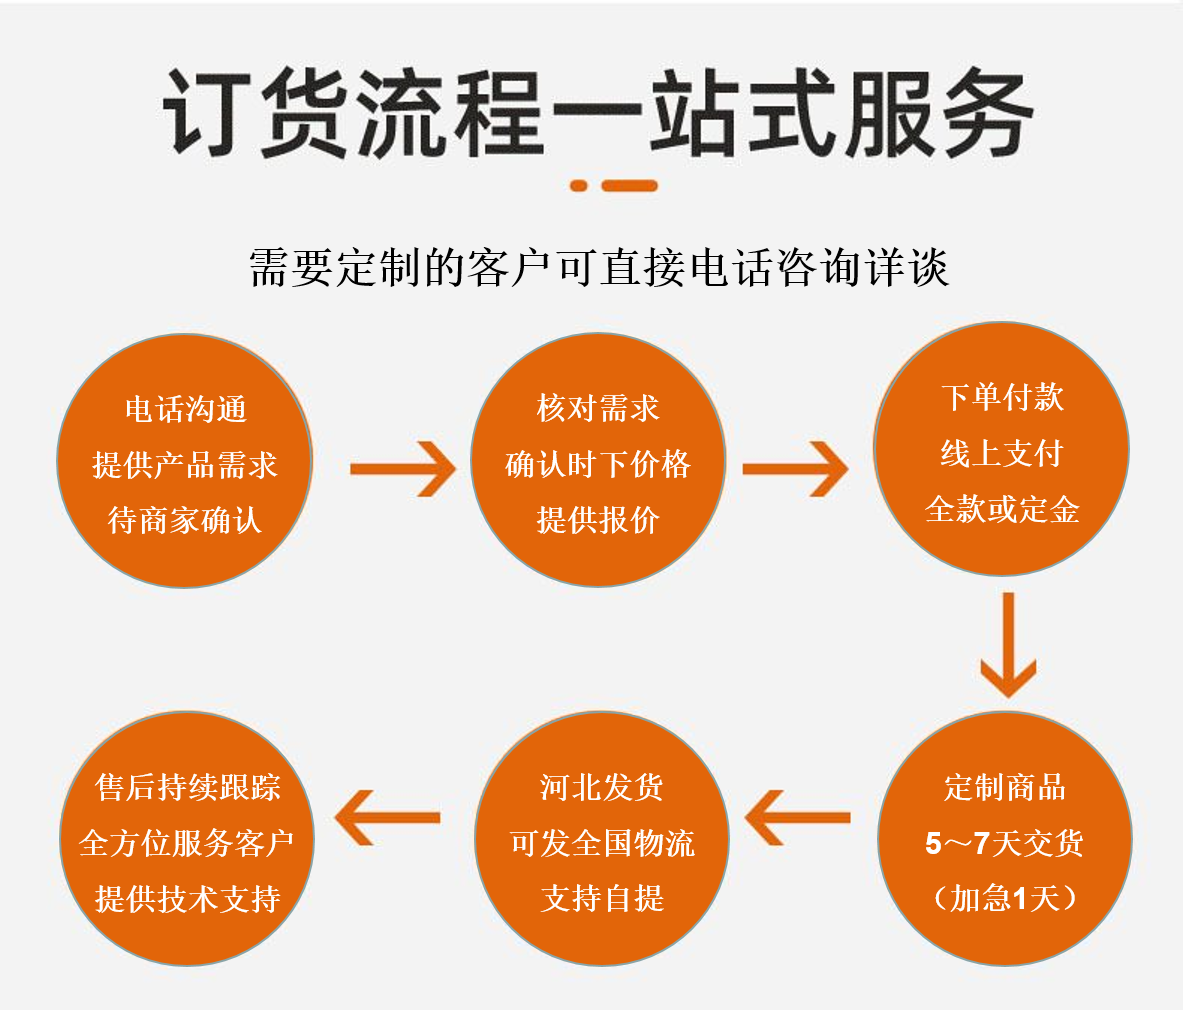 订货流程一站式服务
需要定制的客户可直接电话咨询详谈
电话沟通
提供产品需求
待商家确认
核对需求
确认时下价格
提供报价
下单付款
线上支付
全款或定金
定制商品
5～7天交货
（加急1天）
河北发货
可发全国物流
支持自提
售后持续跟踪
全方位服务客户
提供技术支持